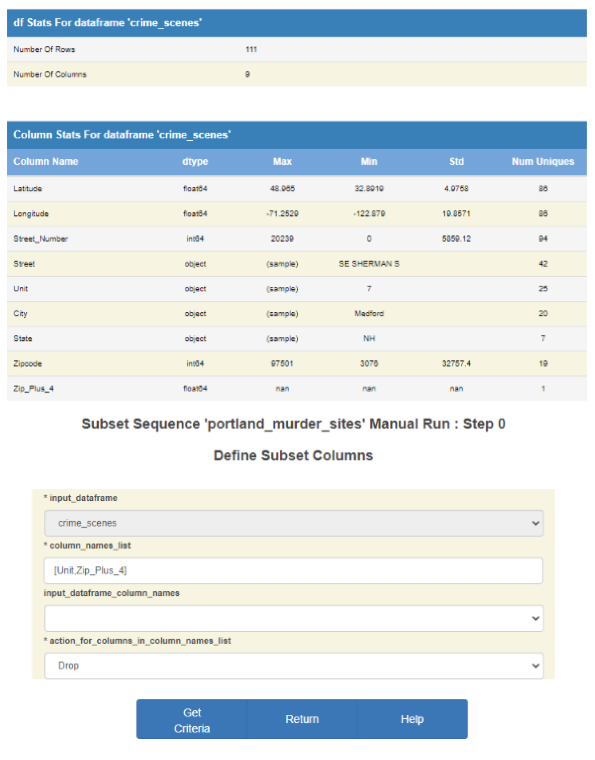 df Stats For dataframe 'crime_scenes'
Number Of Rows 111
Number Of Columns 9
Column Stats For dataframe 'crime_scenes'
Column Name dtype Max Min Std Num Uniques
Latitude float64 48.965 32.8919 4.9758 86
Longitude float64 -71.2529 -122.879 19.8571 86
Street_Number int64 20239 0 5859.12 94
Street object (sample) SE SHERMAN S 42
Unit object (sample) 7 25
City object (sample) Medford 20
State object (sample) NH 7
Zipcode int64 97501 3076 32757.4 19
Zip_Plus_4 float64 nan nan nan 1
Subset Sequence 'portland_murder_sites' Manual Run : Step 0
Define Subset Columns
* input_dataframe
crime_scenes
* column_names_list
[Unit,Zip_Plus_4]
input_dataframe_column_names
* action_for_columns_in_column_names_list
Drop
Get Criteria Return Help